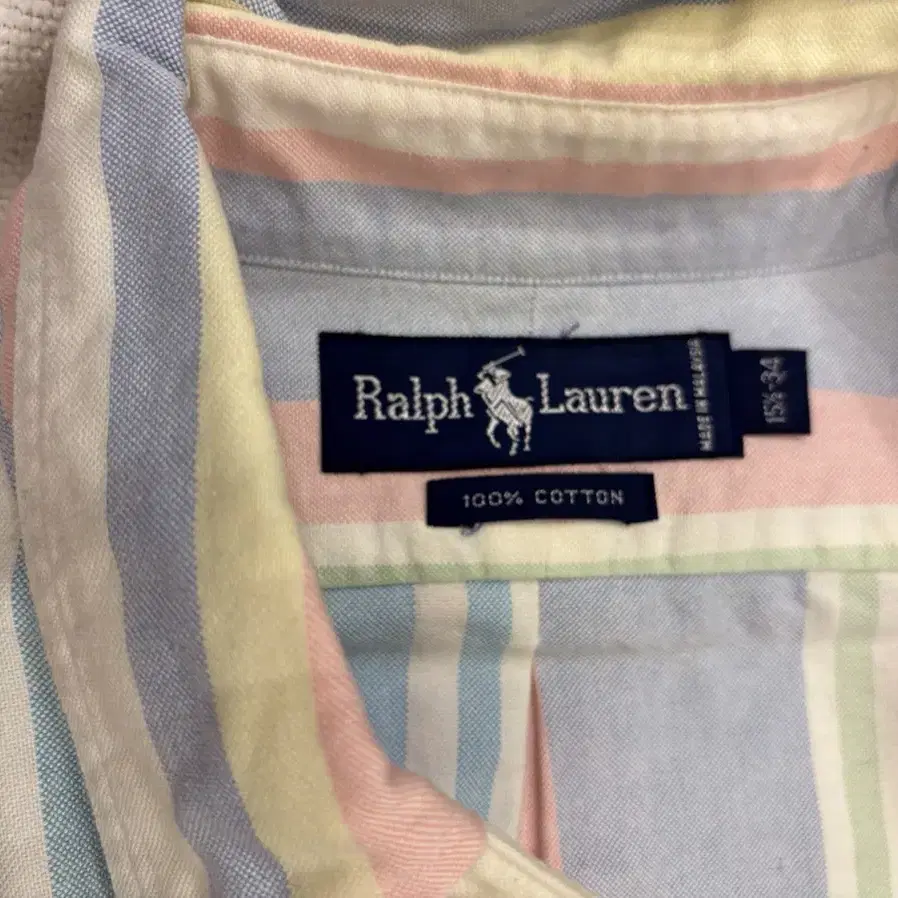 Ralph Lauren
MADE IN MALAYSIA
15½-34
100% COTTON